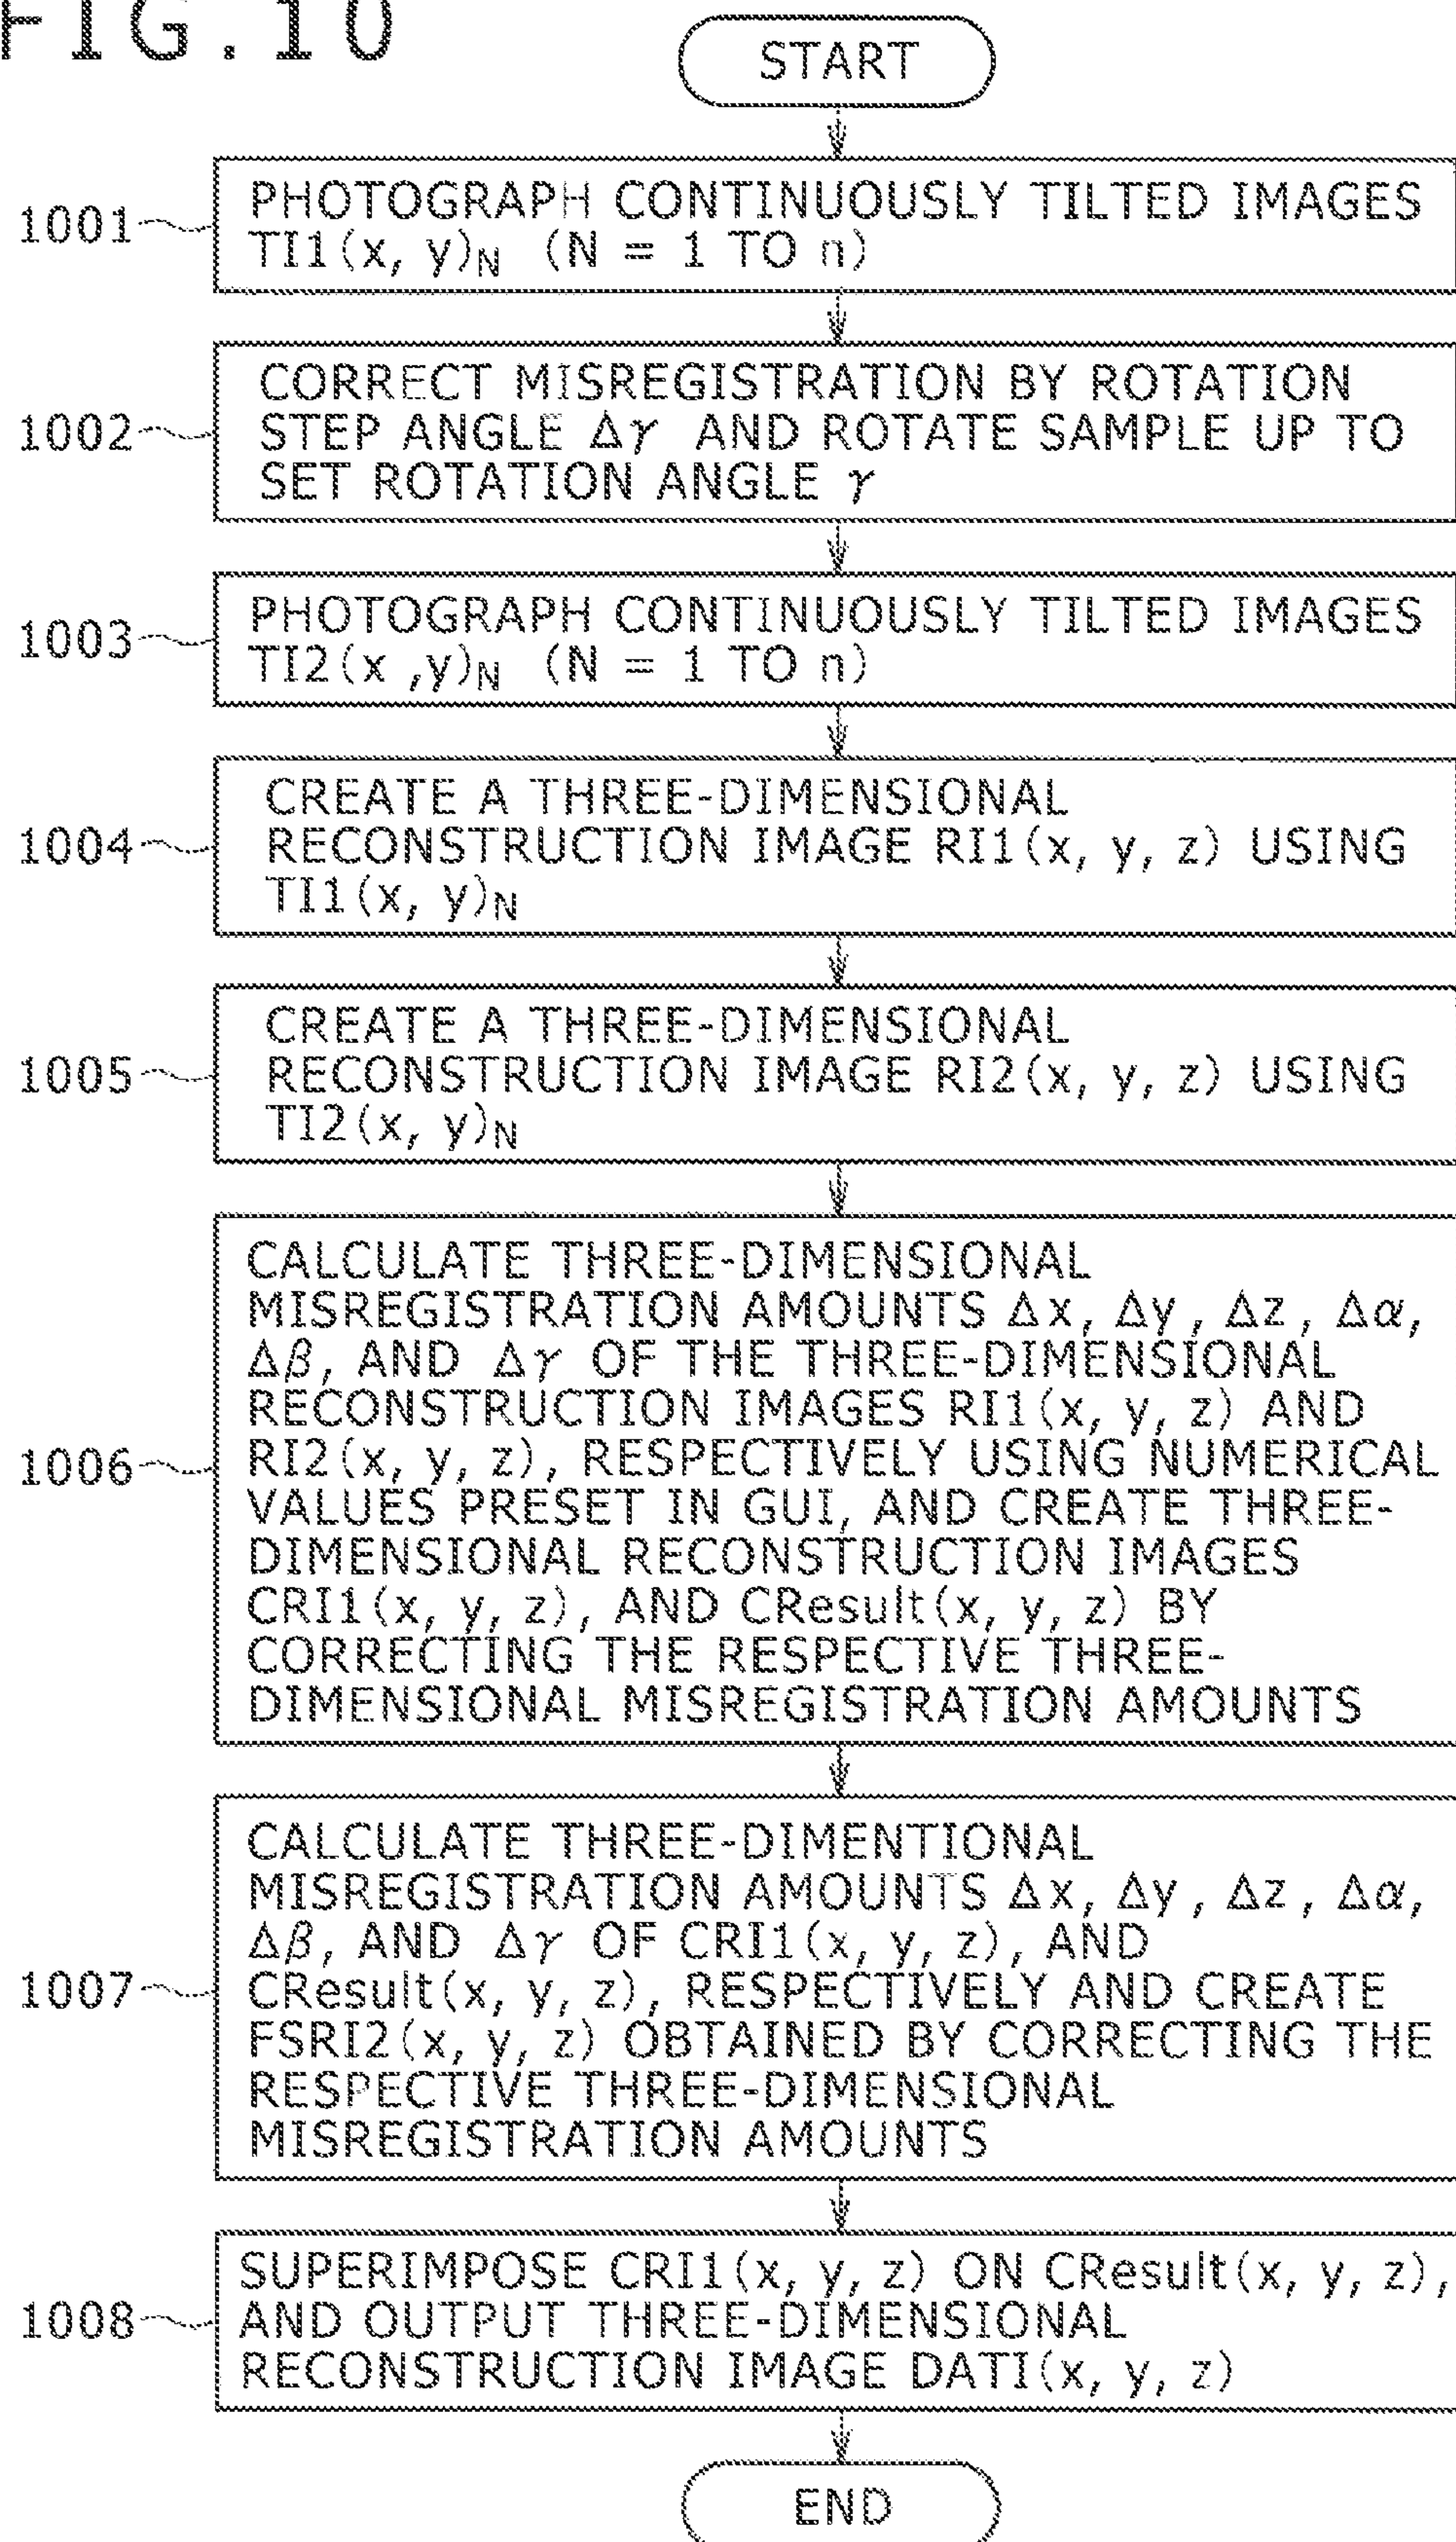 FIG.10
START
1001
PHOTOGRAPH CONTINUOUSLY TILTED IMAGES
TI1(x, y)N (N = 1 TO n)
1002
CORRECT MISREGISTRATION BY ROTATION
STEP ANGLE Δγ AND ROTATE SAMPLE UP TO
SET ROTATION ANGLE γ
1003
PHOTOGRAPH CONTINUOUSLY TILTED IMAGES
TI2(x ,y)N (N = 1 TO n)
1004
CREATE A THREE-DIMENSIONAL
RECONSTRUCTION IMAGE RI1(x, y, z) USING
TI1(x, y)N
1005
CREATE A THREE-DIMENSIONAL
RECONSTRUCTION IMAGE RI2(x, y, z) USING
TI2(x, y)N
1006
CALCULATE THREE-DIMENSIONAL
MISREGISTRATION AMOUNTS Δx, Δy, Δz, Δα,
Δβ, AND Δγ OF THE THREE-DIMENSIONAL
RECONSTRUCTION IMAGES RI1(x, y, z) AND
RI2(x, y, z), RESPECTIVELY USING NUMERICAL
VALUES PRESET IN GUI, AND CREATE THREE-
DIMENSIONAL RECONSTRUCTION IMAGES
CRI1(x, y, z), AND CResult(x, y, z) BY
CORRECTING THE RESPECTIVE THREE-
DIMENSIONAL MISREGISTRATION AMOUNTS
1007
CALCULATE THREE-DIMENTIONAL
MISREGISTRATION AMOUNTS Δx, Δy, Δz, Δα,
Δβ, AND Δγ OF CRI1(x, y, z), AND
CResult(x, y, z), RESPECTIVELY AND CREATE
FSRI2(x, y, z) OBTAINED BY CORRECTING THE
RESPECTIVE THREE-DIMENSIONAL
MISREGISTRATION AMOUNTS
1008
SUPERIMPOSE CRI1(x, y, z) ON CResult(x, y, z),
AND OUTPUT THREE-DIMENSIONAL
RECONSTRUCTION IMAGE DATI(x, y, z)
END